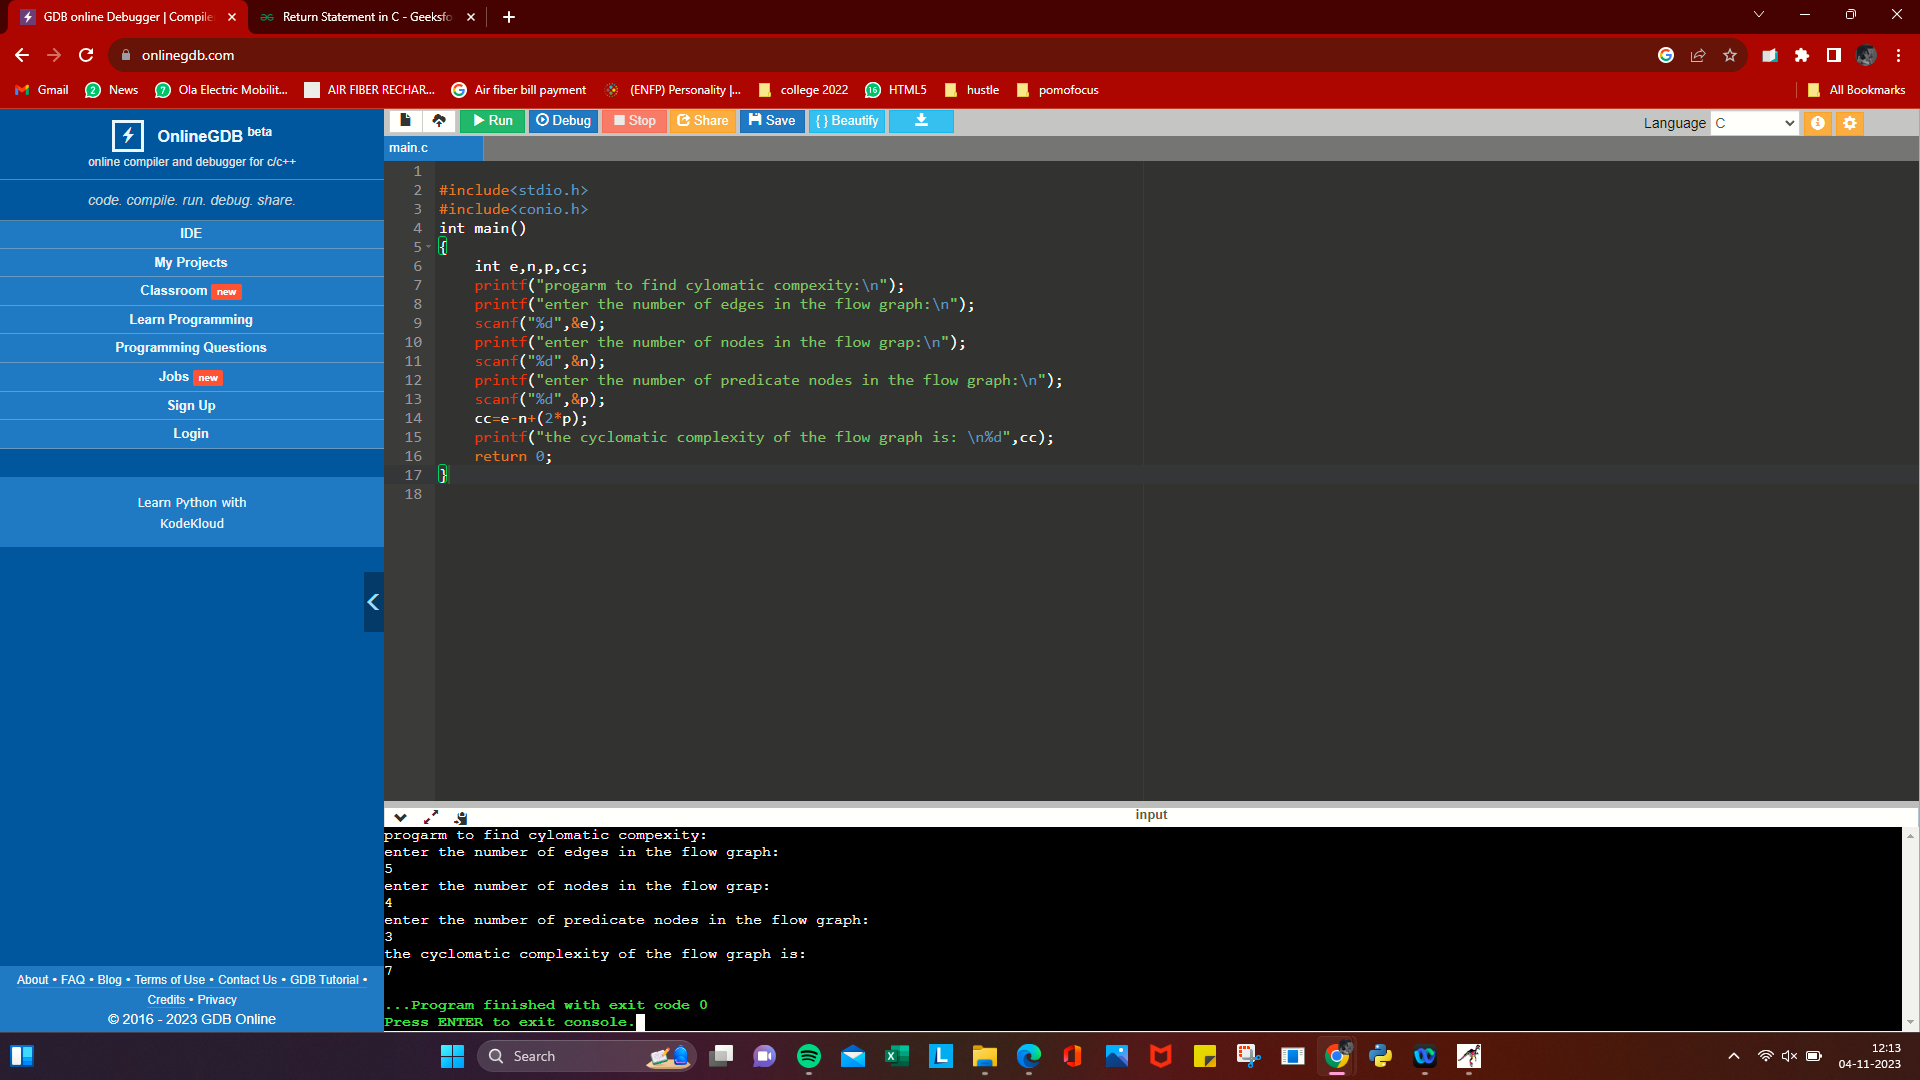 GDB online Debugger | Compile
Return Statement in C - Geeksfo
onlinegdb.com
Gmail
2 News
7 Ola Electric Mobilit...
AIR FIBER RECHAR...
Air fiber bill payment
(ENFP) Personality |...
college 2022
16 HTML5
hustle
pomofocus
All Bookmarks
OnlineGDB beta
online compiler and debugger for c/c++
code. compile. run. debug. share.
IDE
My Projects
Classroom new
Learn Programming
Programming Questions
Jobs new
Sign Up
Login
Learn Python with
KodeKloud
About • FAQ • Blog • Terms of Use • Contact Us • GDB Tutorial •
Credits • Privacy
© 2016 - 2023 GDB Online
Run Debug Stop Share Save { } Beautify
Language C
main.c
1
2 #include<stdio.h>
3 #include<conio.h>
4 int main()
5 {
6 int e,n,p,cc;
7 printf("progarm to find cylomatic compexity:\n");
8 printf("enter the number of edges in the flow graph:\n");
9 scanf("%d",&e);
10 printf("enter the number of nodes in the flow grap:\n");
11 scanf("%d",&n);
12 printf("enter the number of predicate nodes in the flow graph:\n");
13 scanf("%d",&p);
14 cc=e-n+(2*p);
15 printf("the cyclomatic complexity of the flow graph is: \n%d",cc);
16 return 0;
17 }
18
input
progarm to find cylomatic compexity:
enter the number of edges in the flow graph:
5
enter the number of nodes in the flow grap:
4
enter the number of predicate nodes in the flow graph:
3
the cyclomatic complexity of the flow graph is:
7
...Program finished with exit code 0
Press ENTER to exit console.
Search
12:13
04-11-2023